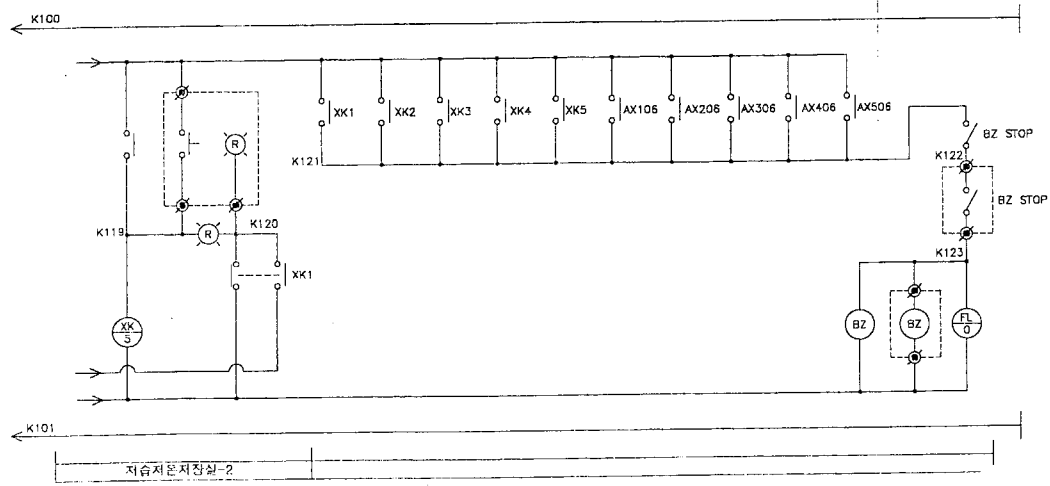 K100
XK1 XK2 XK3 XK4 XK5 AX106 AX206 AX306 AX406 AX506
BZ STOP
R
K121
K122
BZ STOP
K119
R
K120
K123
XK1
XK
5
BZ
BZ
FL
0
K101
저습저온저장실-2